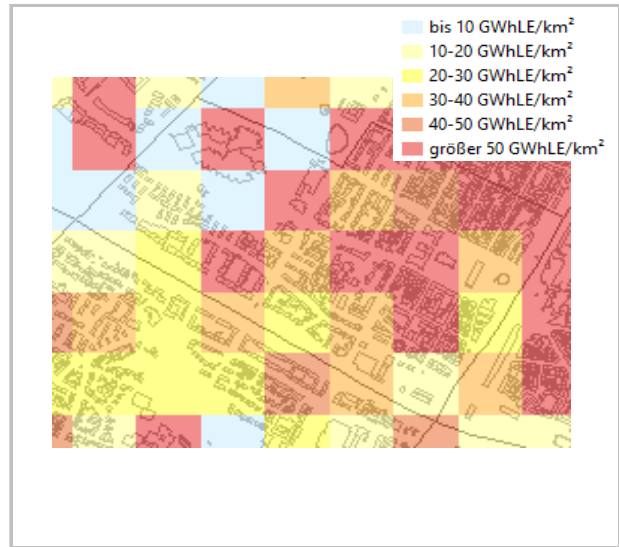 bis 10 GWhLE/km²
10-20 GWhLE/km²
20-30 GWhLE/km²
30-40 GWhLE/km²
40-50 GWhLE/km²
größer 50 GWhLE/km²